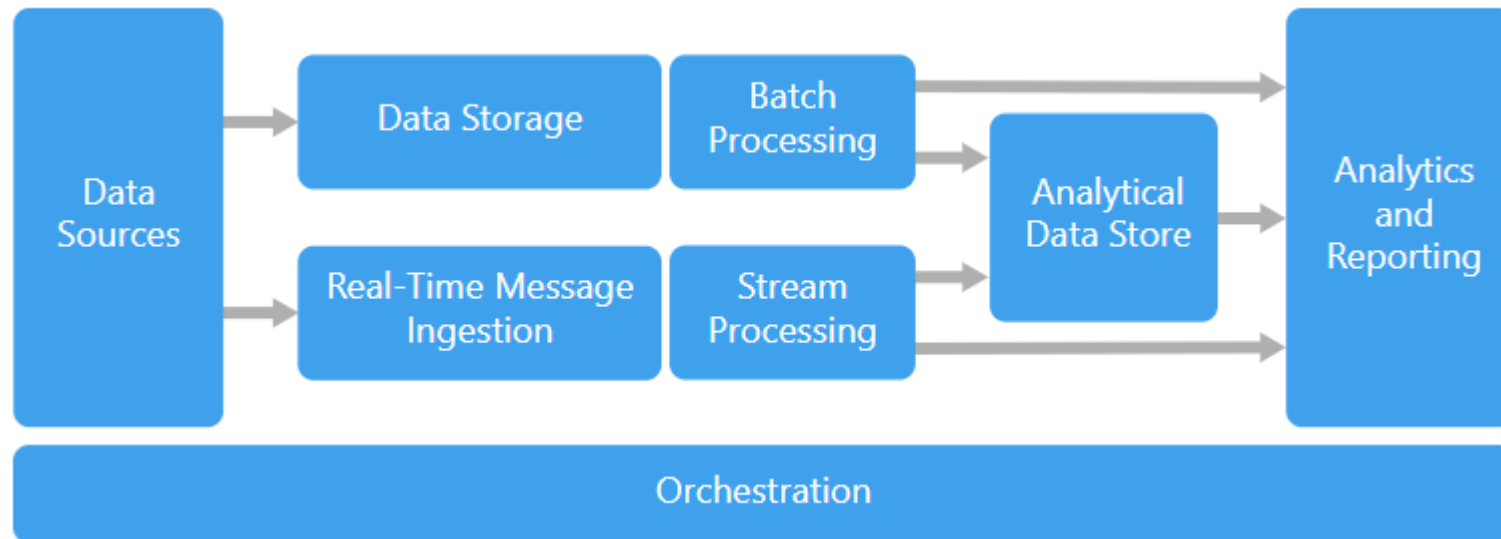 Data
Sources
Data Storage
Batch
Processing
Real-Time Message
Ingestion
Stream
Processing
Analytical
Data Store
Analytics
and
Reporting
Orchestration